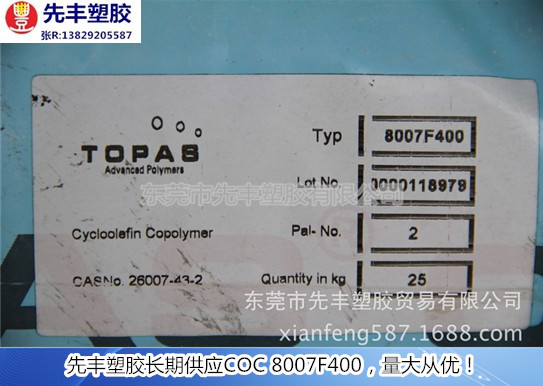 先丰塑胶
张R:13829205587
Typ 8007F400
TOPAS
Advanced Polymers
Lot No 0000118979
东莞市先丰塑胶有限公司
Cycloolefin Copolymer
Pal- No. 2
CASNo. 26007-43-2
Quantity in kg 25
东莞市先丰塑胶贸易有限公司
xianfeng587.1688.com
先丰塑胶长期供应COC 8007F400，量大从优！